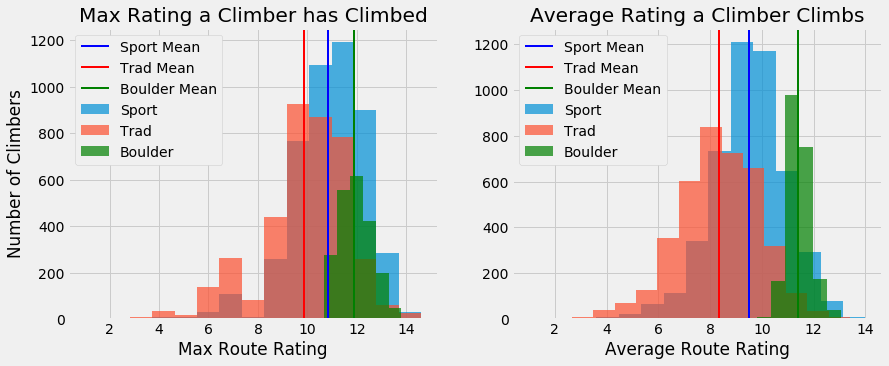 Max Rating a Climber has Climbed
Number of Climbers
1200
1000
800
600
400
200
0
Sport Mean
Trad Mean
Boulder Mean
Sport
Trad
Boulder
2 4 6 8 10 12 14
Max Route Rating
Average Rating a Climber Climbs
1200
1000
800
600
400
200
0
Sport Mean
Trad Mean
Boulder Mean
Sport
Trad
Boulder
2 4 6 8 10 12 14
Average Route Rating